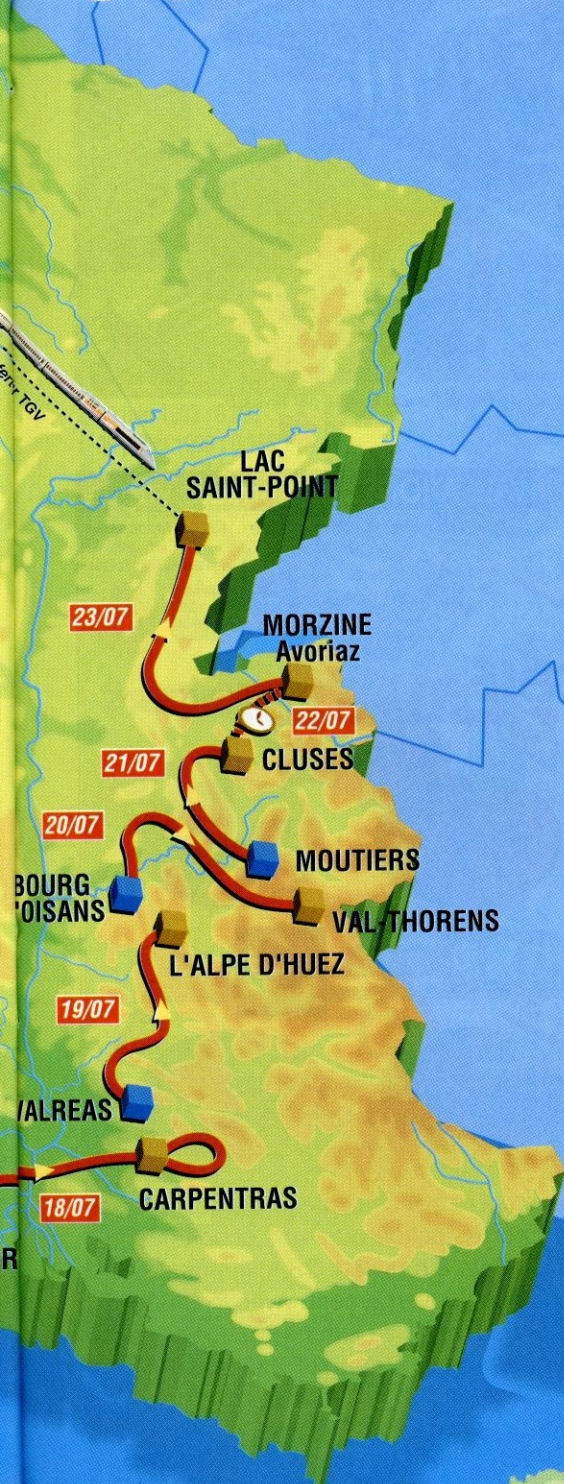 TGV
LAC
SAINT-POINT
23/07
MORZINE
Avoriaz
22/07
21/07
CLUSES
20/07
MOUTIERS
BOURG
'OISANS
VAL-THORENS
L'ALPE D'HUEZ
19/07
VALREAS
CARPENTRAS
18/07
R